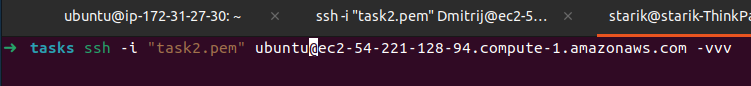 ubuntu@ip-172-31-27-30: ~
ssh -i "task2.pem" Dmitrij@ec2-5...
starik@starik-ThinkPa
➜ tasks ssh -i "task2.pem" ubuntu@ec2-54-221-128-94.compute-1.amazonaws.com -vvv